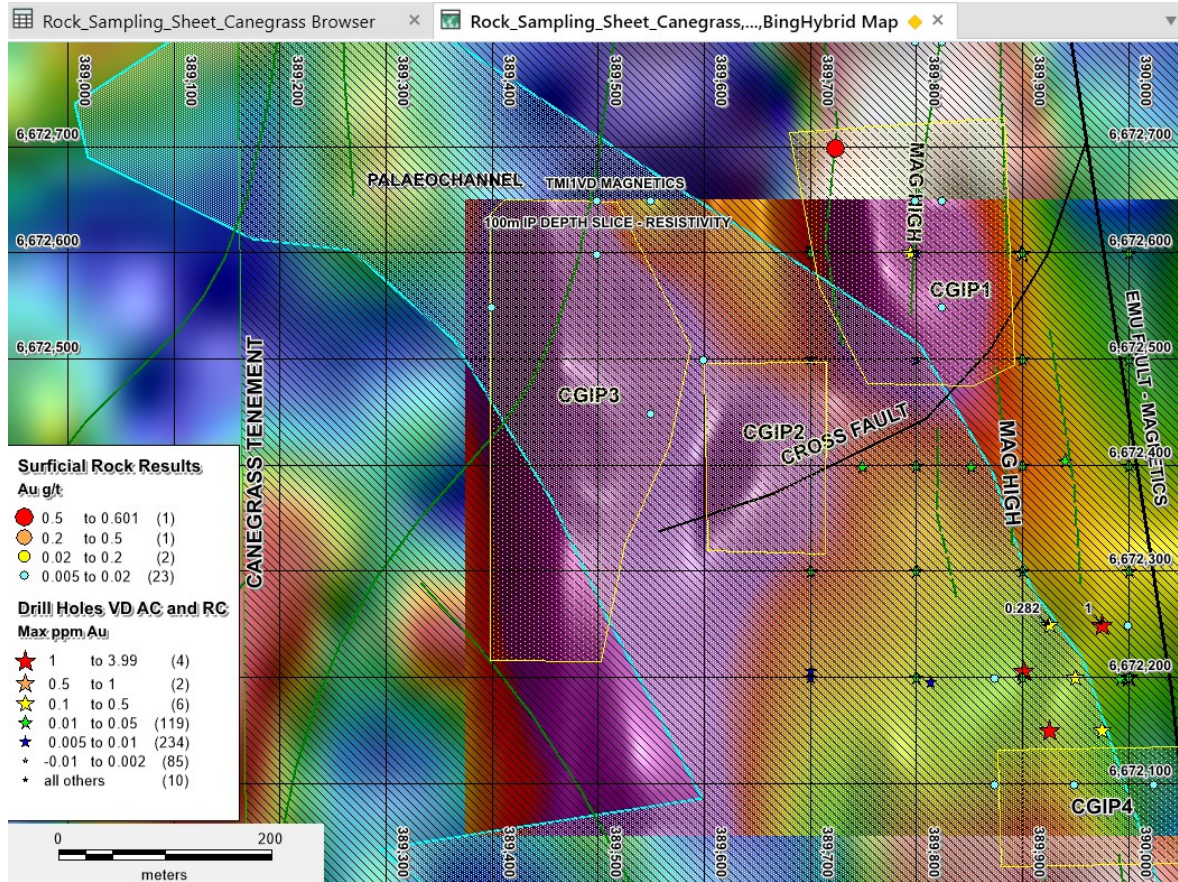 Rock_Sampling_Sheet_Canegrass Browser
Rock_Sampling_Sheet_Canegrass,...,BingHybrid Map
389,000
389,100
389,200
389,300
389,400
389,500
389,600
389,700
389,800
389,900
390,000
6,672,700
6,672,700
PALAEOCHANNEL
TMI1VD MAGNETICS
MAG HIGH
100m IP DEPTH SLICE - RESISTIVITY
6,672,600
6,672,600
CGIP1
EMU FAULT - MAGNETICS
6,672,500
6,672,500
CANEGRASS TENEMENT
CGIP3
CGIP2
CROSS FAULT
MAG HIGH
6,672,400
6,672,300
0.282
1
6,672,200
6,672,100
CGIP4
Surficial Rock Results
Au g/t
0.5 to 0.601 (1)
0.2 to 0.5 (1)
0.02 to 0.2 (2)
0.005 to 0.02 (23)
Drill Holes VD AC and RC
Max ppm Au
1 to 3.99 (4)
0.5 to 1 (2)
0.1 to 0.5 (6)
0.01 to 0.05 (119)
0.005 to 0.01 (234)
-0.01 to 0.002 (85)
all others (10)
0 200
meters
389,300
389,400
389,500
389,600
389,700
389,800
389,900
390,000